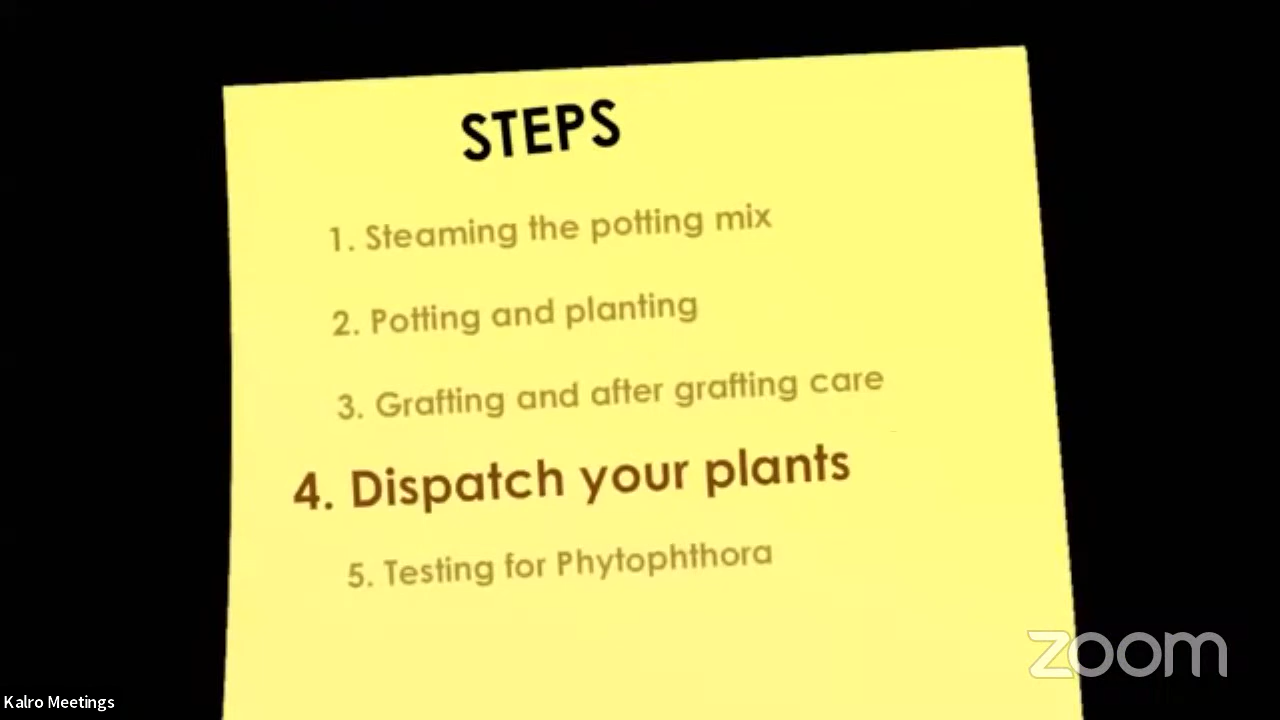 STEPS
1. Steaming the potting mix
2. Potting and planting
3. Grafting and after grafting care
4. Dispatch your plants
5. Testing for Phytophthora
zoom
Kalro Meetings